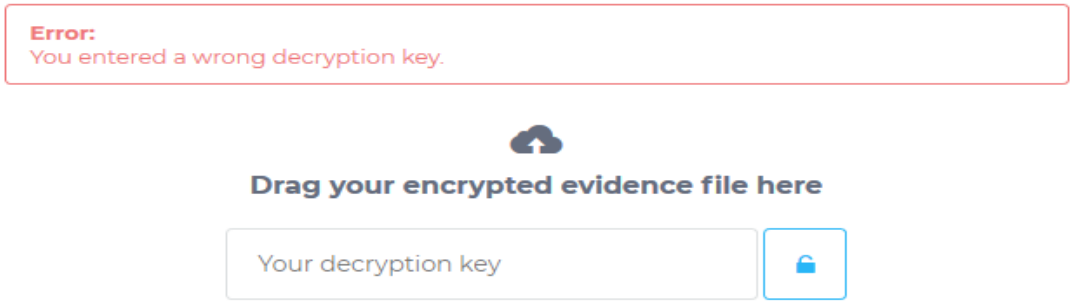 Error:
You entered a wrong decryption key.
Drag your encrypted evidence file here
Your decryption key